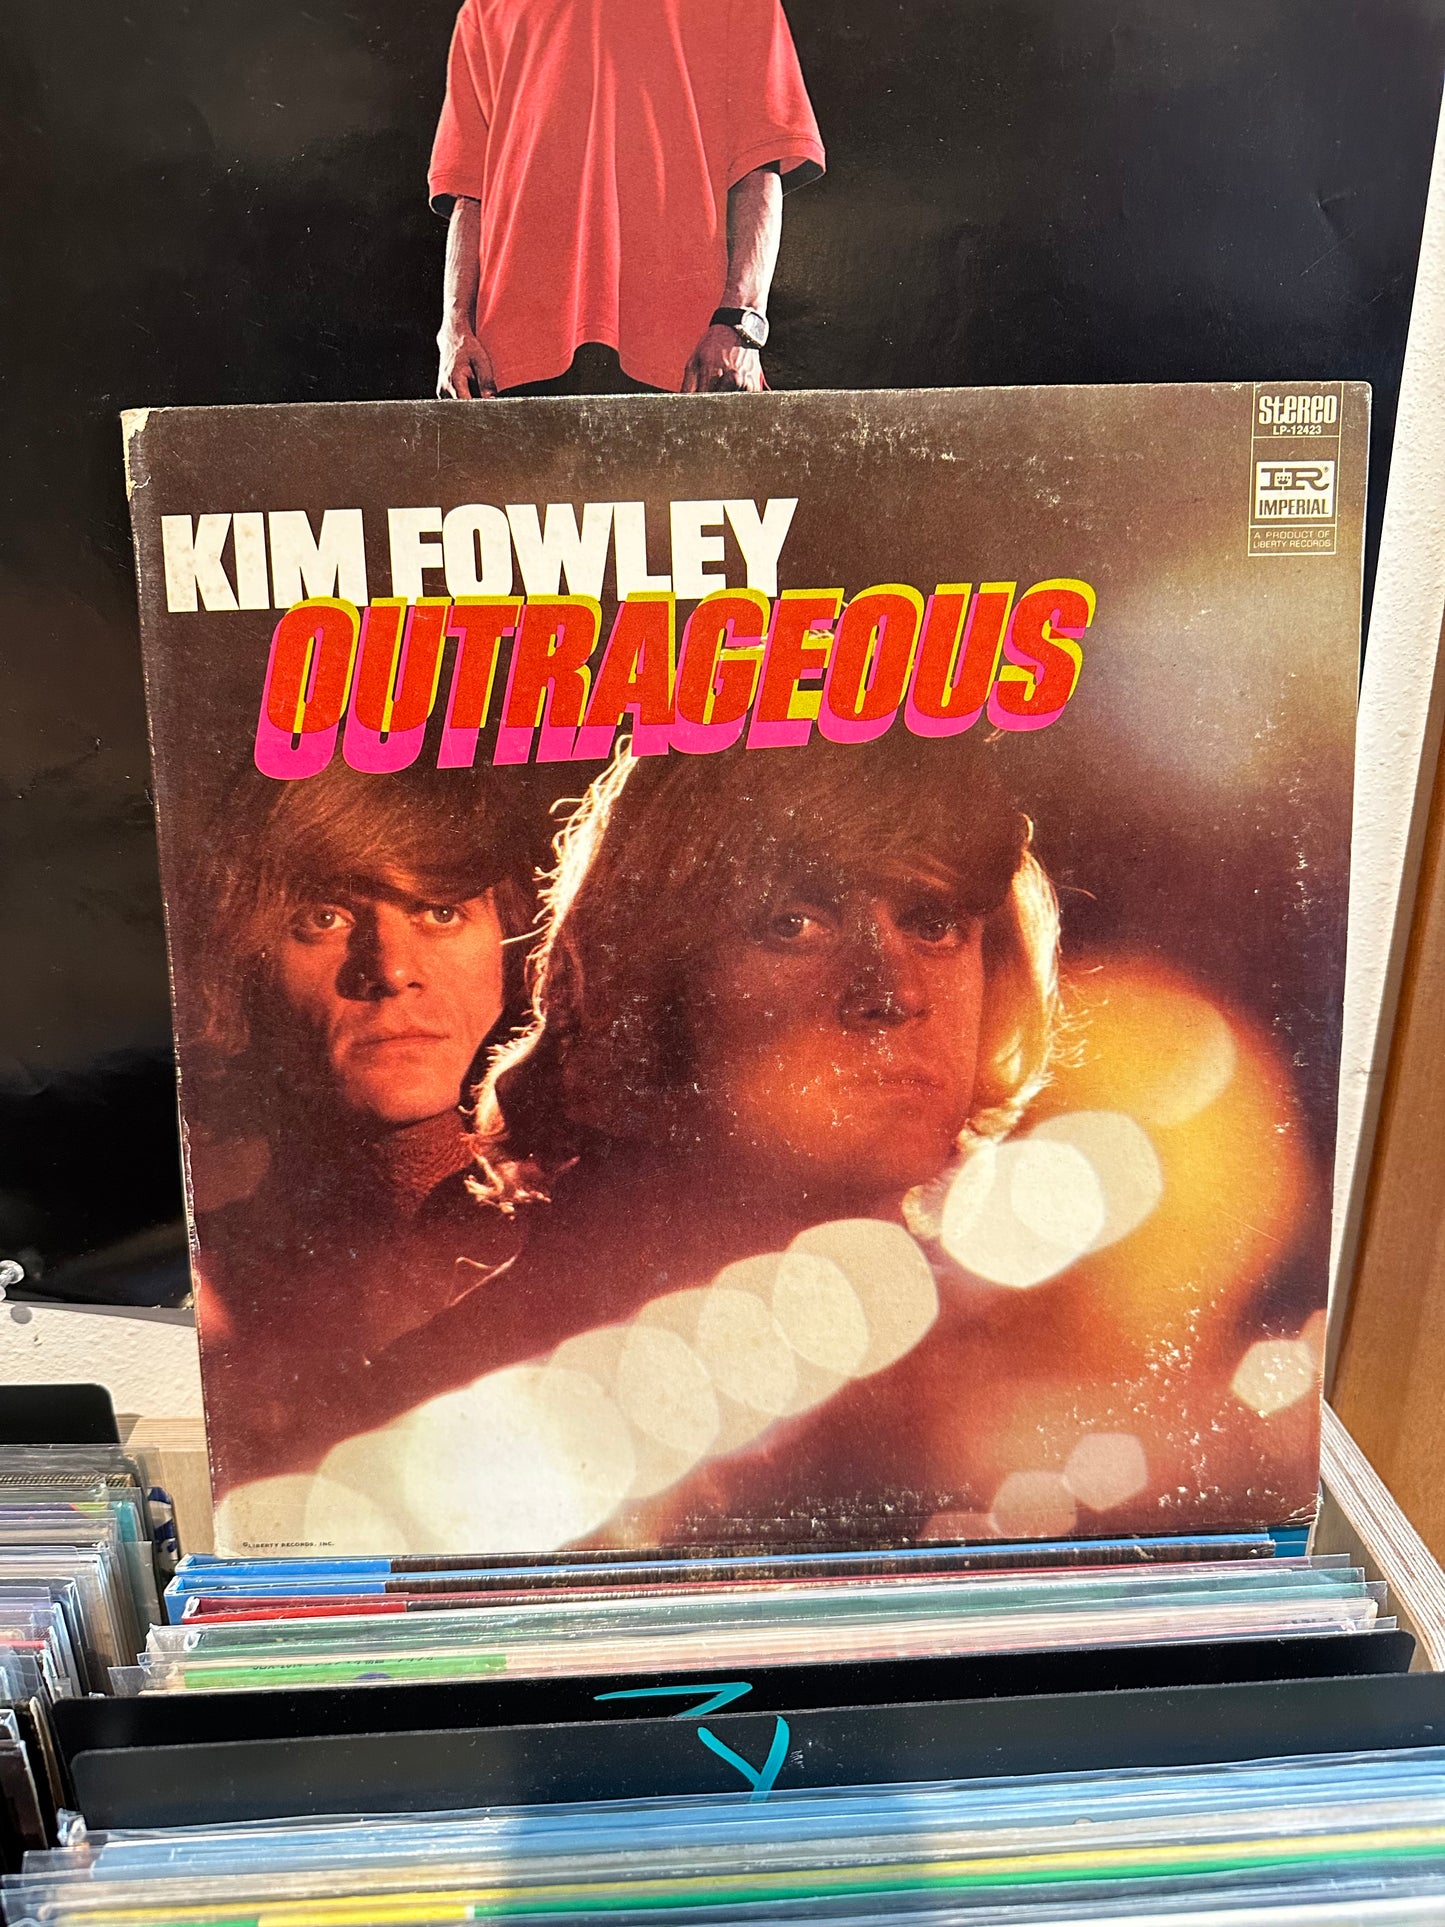 STEREO
LP-12423
IR
IMPERIAL
A PRODUCT OF
LIBERTY RECORDS
KIM FOWLEY
OUTRAGEOUS
©LIBERTY RECORDS, INC.
Y